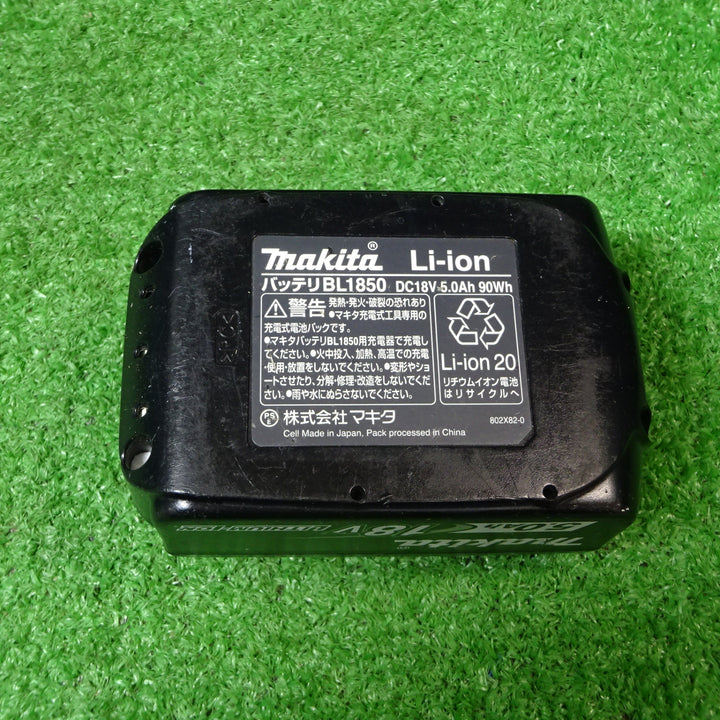 makita® Li-ion
バッテリBL1850 DC18V 5.0Ah 90Wh
警告 発熱・発火・破裂の恐れあり
●マキタ充電式工具専用の
充電式電池パックです。
●マキタバッテリBL1850用充電器で充電し
てください。●火中投入、加熱、高温での充電
・使用・放置をしないでください。●変形やショ
ートさせたり、分解・修理・改造をしないでくだ
さい。●雨や水にぬらさないでください。
Li-ion 20
リチウムイオン電池
はリサイクルへ
PSE 株式会社マキタ
802X82-0
Cell Made in Japan, Pack processed in China
makita®
18V
5.0Ah